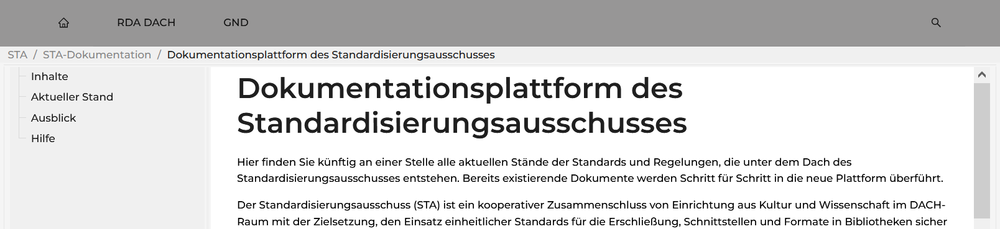 RDA DACH GND
STA / STA-Dokumentation / Dokumentationsplattform des Standardisierungsausschusses
Inhalte
Aktueller Stand
Ausblick
Hilfe
Dokumentationsplattform des
Standardisierungsausschusses
Hier finden Sie künftig an einer Stelle alle aktuellen Stände der Standards und Regelungen, die unter dem Dach des
Standardisierungsausschusses entstehen. Bereits existierende Dokumente werden Schritt für Schritt in die neue Plattform überführt.
Der Standardisierungsausschuss (STA) ist ein kooperativer Zusammenschluss von Einrichtung aus Kultur und Wissenschaft im DACH-
Raum mit der Zielsetzung, den Einsatz einheitlicher Standards für die Erschließung, Schnittstellen und Formate in Bibliotheken sicher